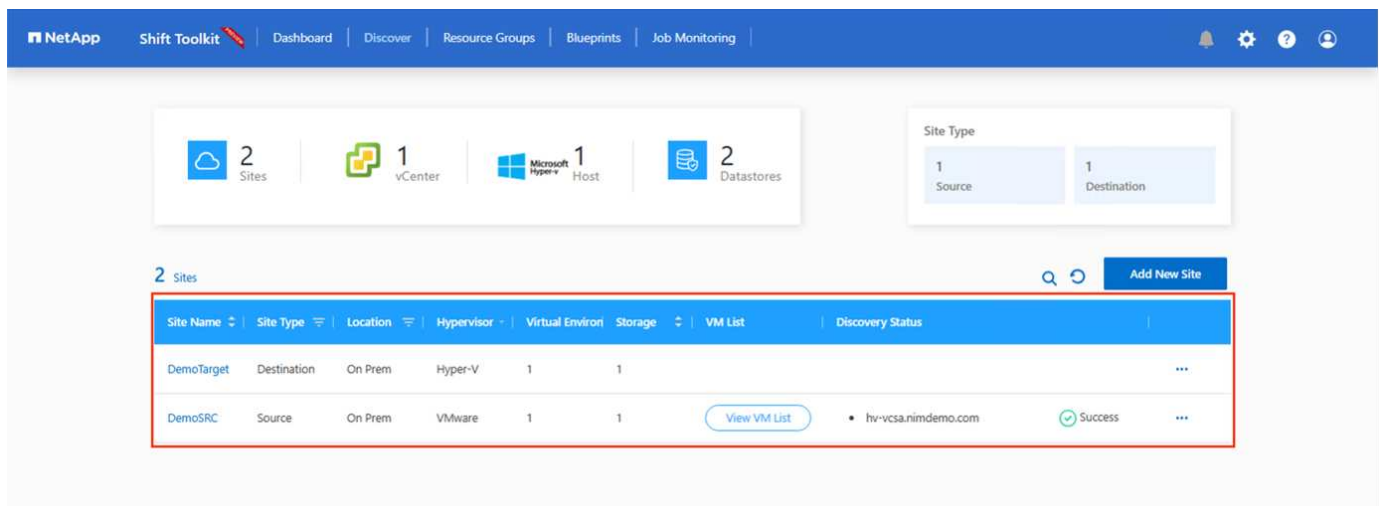 NetApp Shift Toolkit PREVIEW Dashboard Discover Resource Groups Blueprints Job Monitoring
2 1 Microsoft Hyper-v 1 2
Sites vCenter Host Datastores
Site Type
1 1
Source Destination
2 Sites Add New Site
Site Name Site Type Location Hypervisor Virtual Environ Storage VM List Discovery Status
DemoTarget Destination On Prem Hyper-V 1 1
DemoSRC Source On Prem VMware 1 1 View VM List • hv-vcsa.nimdemo.com Success